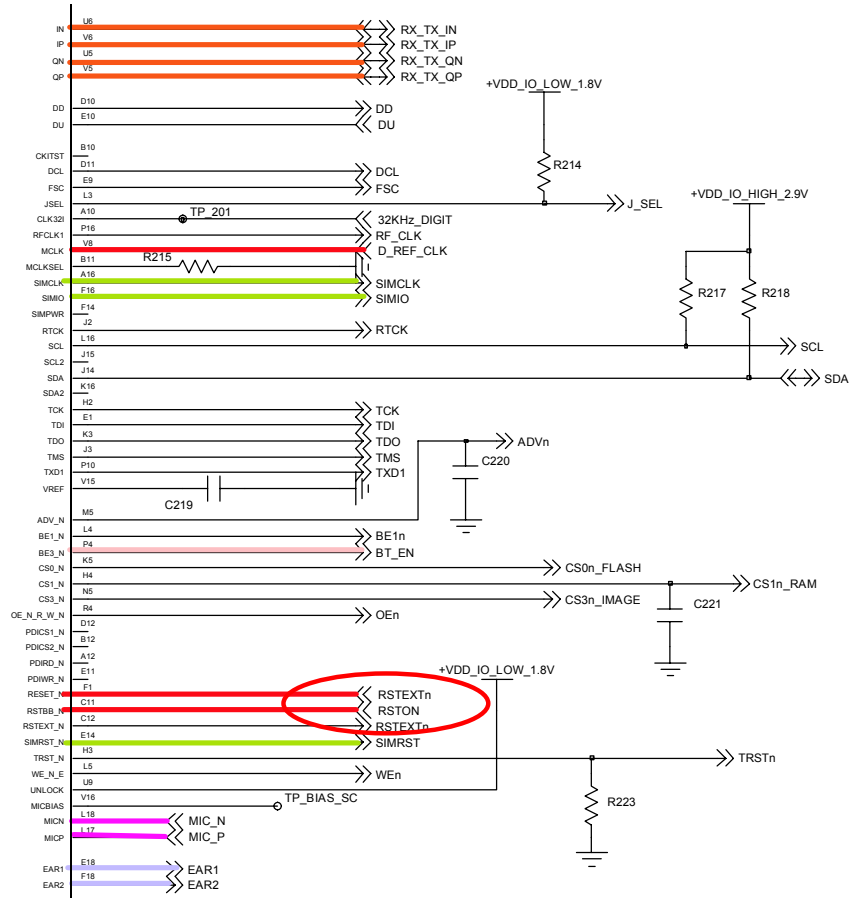 IN U6 RX_TX_IN
IP V6 RX_TX_IP
QN U5 RX_TX_QN
QP V5 RX_TX_QP
+VDD_IO_LOW_1.8V
DD D10 DD
DU E10 DU
CKITST B10
R214
DCL D11 DCL
FSC E9 FSC
+VDD_IO_HIGH_2.9V
JSEL L3 J_SEL
CLK32I A10 TP_201 32KHz_DIGIT
RFCLK1 P16 RF_CLK
MCLK V8 D_REF_CLK
MCLKSEL B11 R215
SIMCLK A16 SIMCLK
SIMIO F16 SIMIO
R217 R218
SIMPWR F14
RTCK J2 RTCK
SCL L16 SCL
SCL2 J15
SDA J14 SDA
SDA2 K16
TCK H2 TCK
TDI E1 TDI
TDO K3 TDO ADVn
TMS J3 TMS
C220
TXD1 P10 TXD1
VREF V15
C219
ADV_N M5
BE1_N L4 BE1n
BE3_N P4 BT_EN
CS0_N K5 CS0n_FLASH
CS1_N H4 CS1n_RAM
CS3_N N5 CS3n_IMAGE
C221
OE_N_R_W_N R4 OEn
PDICS1_N D12
PDICS2_N B12
PDIRD_N A12
+VDD_IO_LOW_1.8V
PDIWR_N E11
RESET_N F1 RSTEXTn
RSTBB_N C11 RSTON
RSTEXT_N C12 RSTEXTn
SIMRST_N E14 SIMRST
TRST_N H3 TRSTn
WE_N_E L5 WEn
UNLOCK U9
MICBIAS V16 TP_BIAS_SC
R223
MICN L18 MIC_N
MICP L17 MIC_P
EAR1 E18 EAR1
EAR2 F18 EAR2